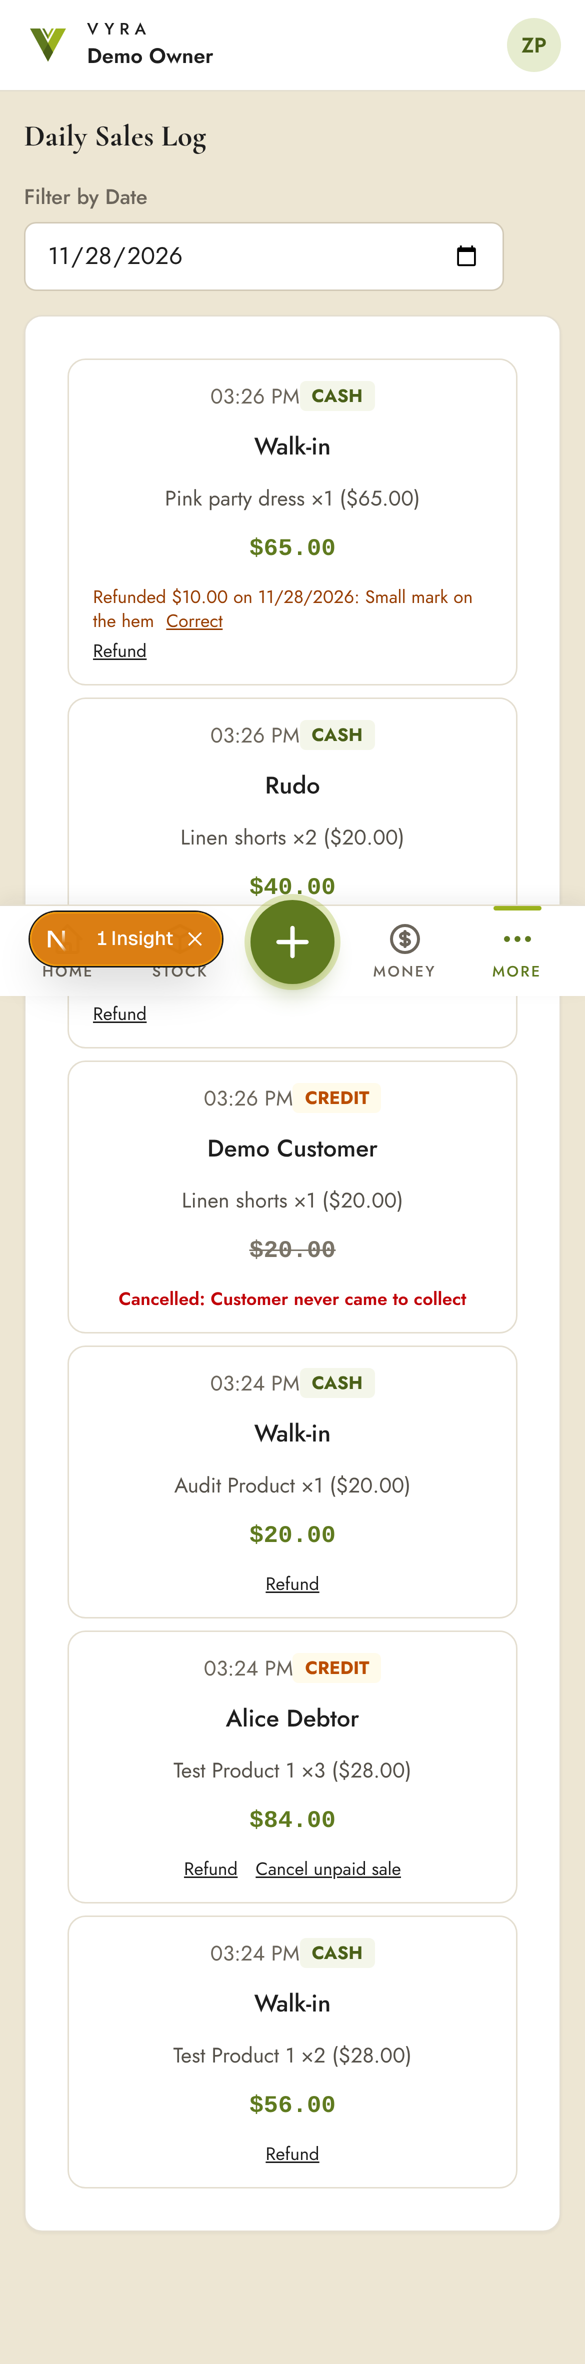 VYRA
Demo Owner
ZP
Daily Sales Log
Filter by Date
11/28/2026
03:26 PM CASH
Walk-in
Pink party dress ×1 ($65.00)
$65.00
Refunded $10.00 on 11/28/2026: Small mark on
the hem Correct
Refund
03:26 PM CASH
Rudo
Linen shorts ×2 ($20.00)
$40.00
N 1 Insight ×
HOME STOCK MONEY MORE
Refund
03:26 PM CREDIT
Demo Customer
Linen shorts ×1 ($20.00)
$20.00
Cancelled: Customer never came to collect
03:24 PM CASH
Walk-in
Audit Product ×1 ($20.00)
$20.00
Refund
03:24 PM CREDIT
Alice Debtor
Test Product 1 ×3 ($28.00)
$84.00
Refund Cancel unpaid sale
03:24 PM CASH
Walk-in
Test Product 1 ×2 ($28.00)
$56.00
Refund